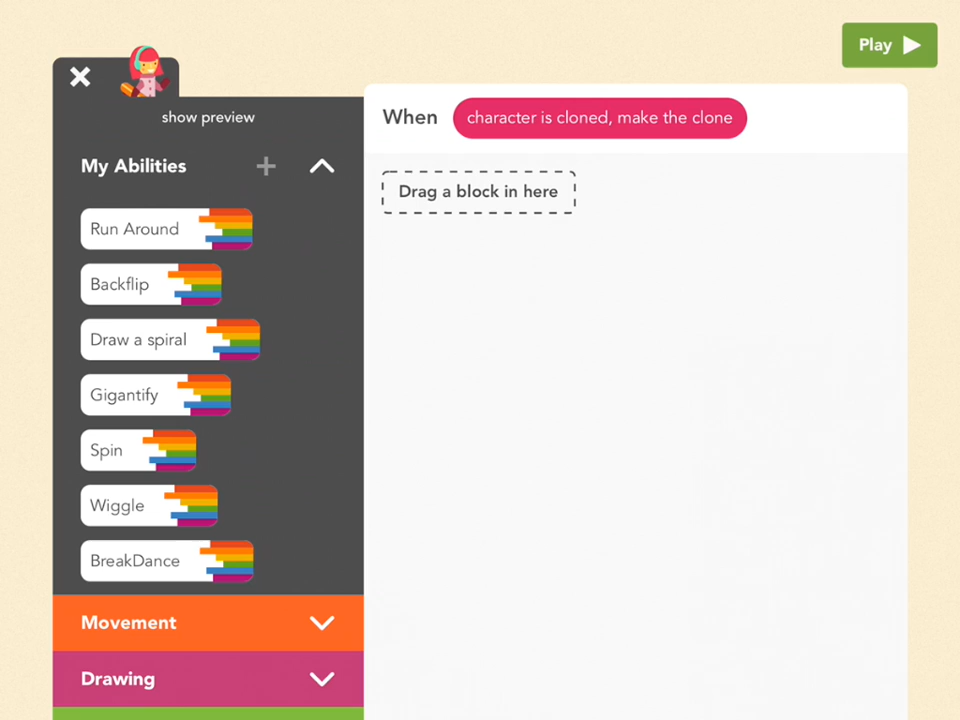 Play
show preview
When character is cloned, make the clone
My Abilities
Drag a block in here
Run Around
Backflip
Draw a spiral
Gigantify
Spin
Wiggle
BreakDance
Movement
Drawing